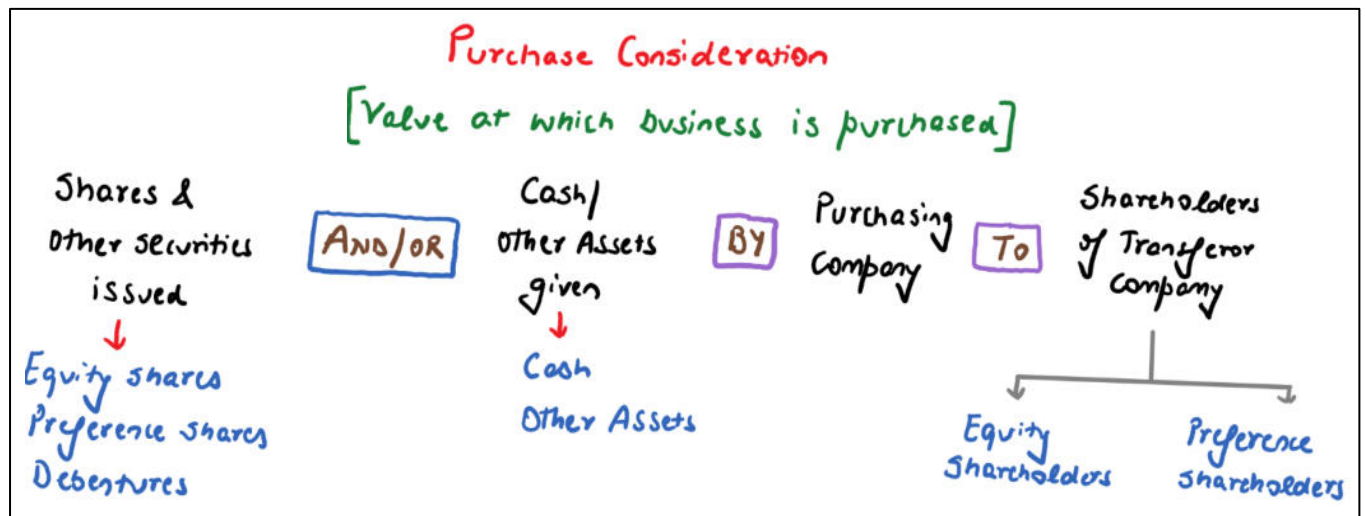 Purchase Consideration
[Value at which business is purchased]
Shares &
Other Securities
issued
AND/OR
Cash/
Other Assets
given
BY
Purchasing
Company
TO
Shareholders
of Transferor
Company
Equity shares
Preference shares
Debentures
Cash
Other Assets
Equity
Shareholders
Preference
Shareholders